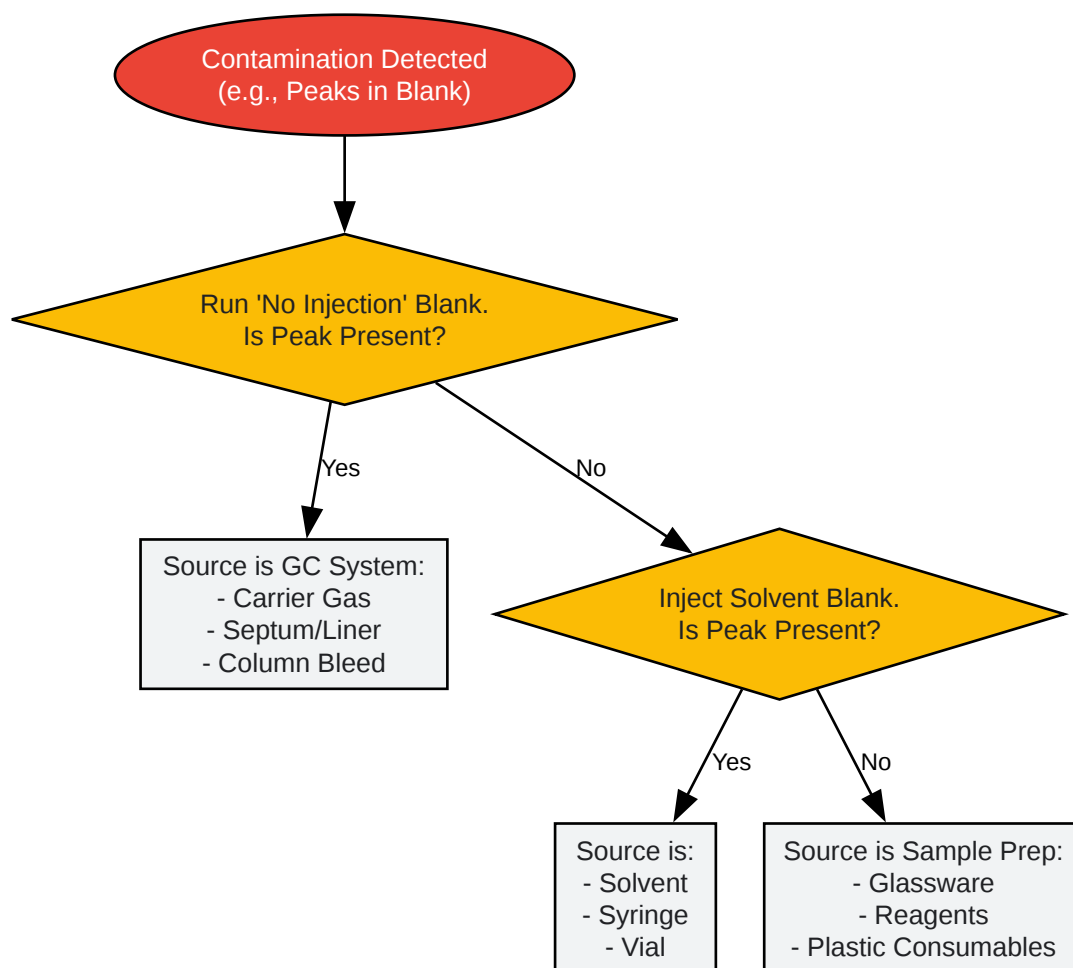 Contamination Detected
(e.g., Peaks in Blank)
Run 'No Injection' Blank.
Is Peak Present?
Yes
No
Source is GC System:
- Carrier Gas
- Septum/Liner
- Column Bleed
Inject Solvent Blank.
Is Peak Present?
Yes
No
Source is:
- Solvent
- Syringe
- Vial
Source is Sample Prep:
- Glassware
- Reagents
- Plastic Consumables